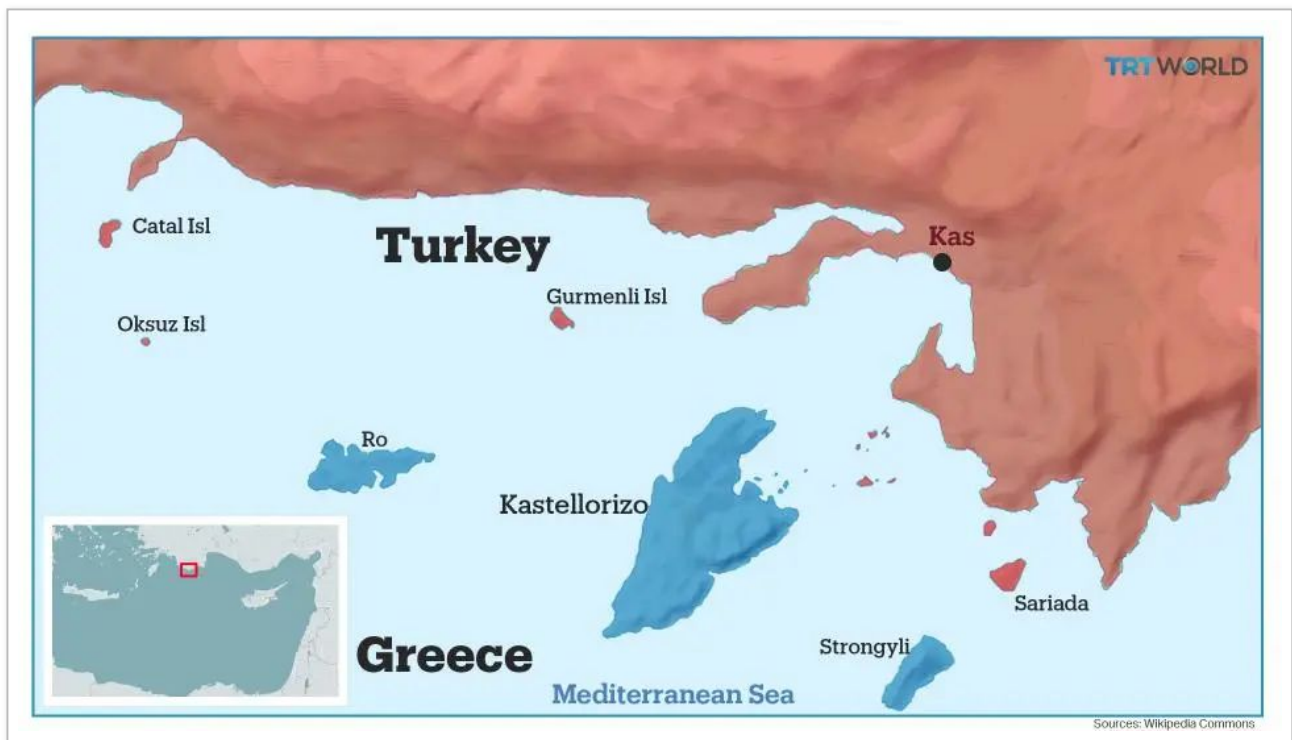 TRT WORLD
Catal Isl
Turkey
Kas
Gurmenli Isl
Oksuz Isl
Ro
Kastellorizo
Sariada
Strongyli
Greece
Mediterranean Sea
Sources: Wikipedia Commons